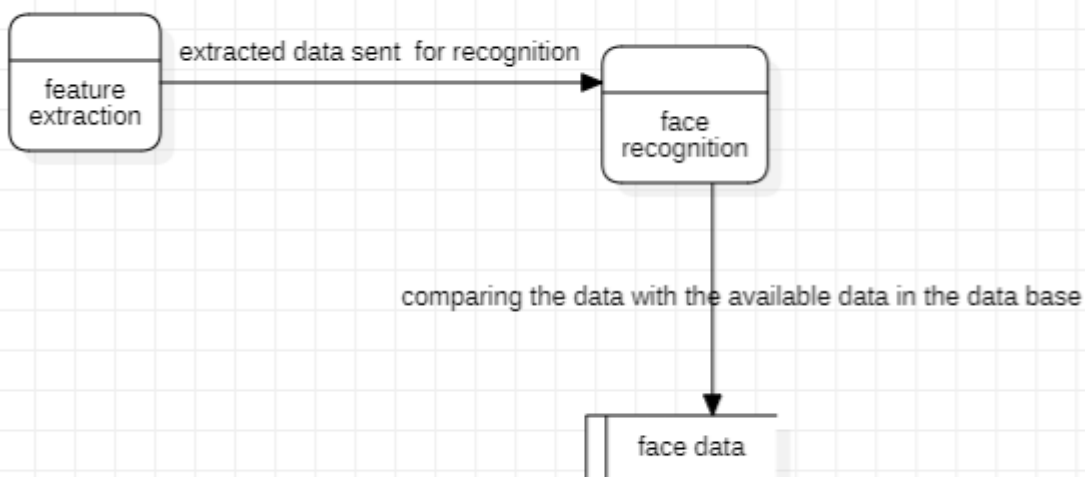 extracted data sent  for recognition
feature
extraction
face
recognition
comparing the data with the available data in the data base
face data